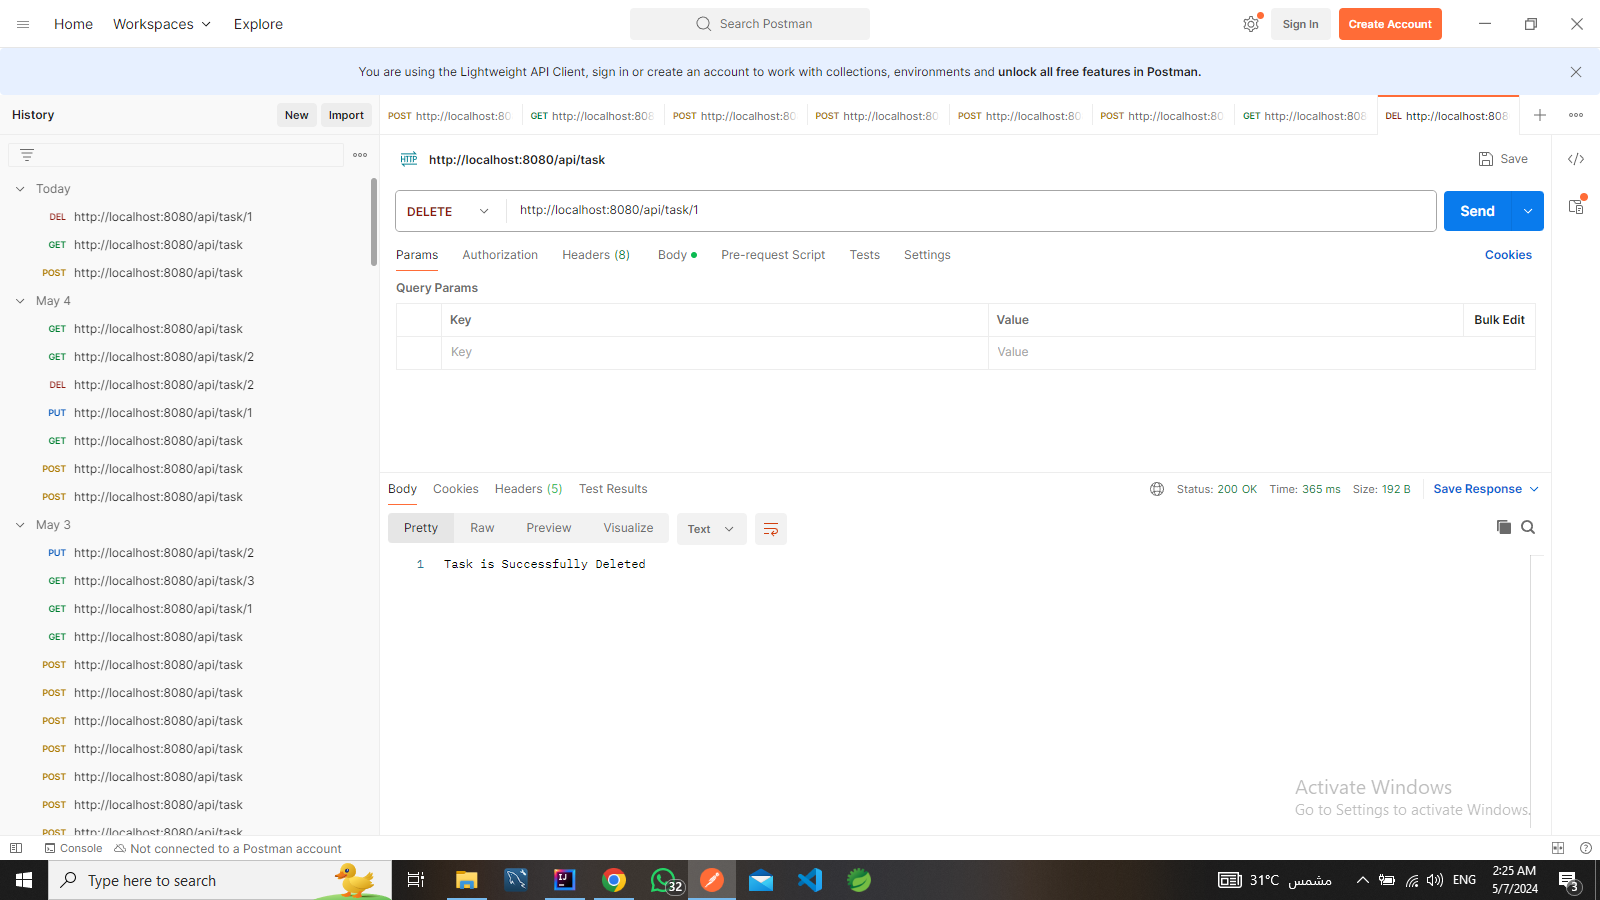 Home Workspaces Explore Search Postman Sign In Create Account
You are using the Lightweight API Client, sign in or create an account to work with collections, environments and unlock all free features in Postman.
History New Import
POST http://localhost:80 GET http://localhost:808 POST http://localhost:80 POST http://localhost:80 POST http://localhost:80 POST http://localhost:80 GET http://localhost:808 DEL http://localhost:808
HTTP http://localhost:8080/api/task Save
Today
DEL http://localhost:8080/api/task/1
GET http://localhost:8080/api/task
POST http://localhost:8080/api/task
May 4
GET http://localhost:8080/api/task
GET http://localhost:8080/api/task/2
DEL http://localhost:8080/api/task/2
PUT http://localhost:8080/api/task/1
GET http://localhost:8080/api/task
POST http://localhost:8080/api/task
POST http://localhost:8080/api/task
May 3
PUT http://localhost:8080/api/task/2
GET http://localhost:8080/api/task/3
GET http://localhost:8080/api/task/1
GET http://localhost:8080/api/task
POST http://localhost:8080/api/task
POST http://localhost:8080/api/task
POST http://localhost:8080/api/task
POST http://localhost:8080/api/task
POST http://localhost:8080/api/task
POST http://localhost:8080/api/task
POST http://localhost:8080/api/task
DELETE http://localhost:8080/api/task/1 Send
Params Authorization Headers (8) Body Pre-request Script Tests Settings Cookies
Query Params
Key Value Bulk Edit
Key Value
Body Cookies Headers (5) Test Results Status: 200 OK Time: 365 ms Size: 192 B Save Response
Pretty Raw Preview Visualize Text
1 Task is Successfully Deleted
Activate Windows
Go to Settings to activate Windows.
Console Not connected to a Postman account
Type here to search 32 31°C مشمس ENG 2:25 AM
5/7/2024 3